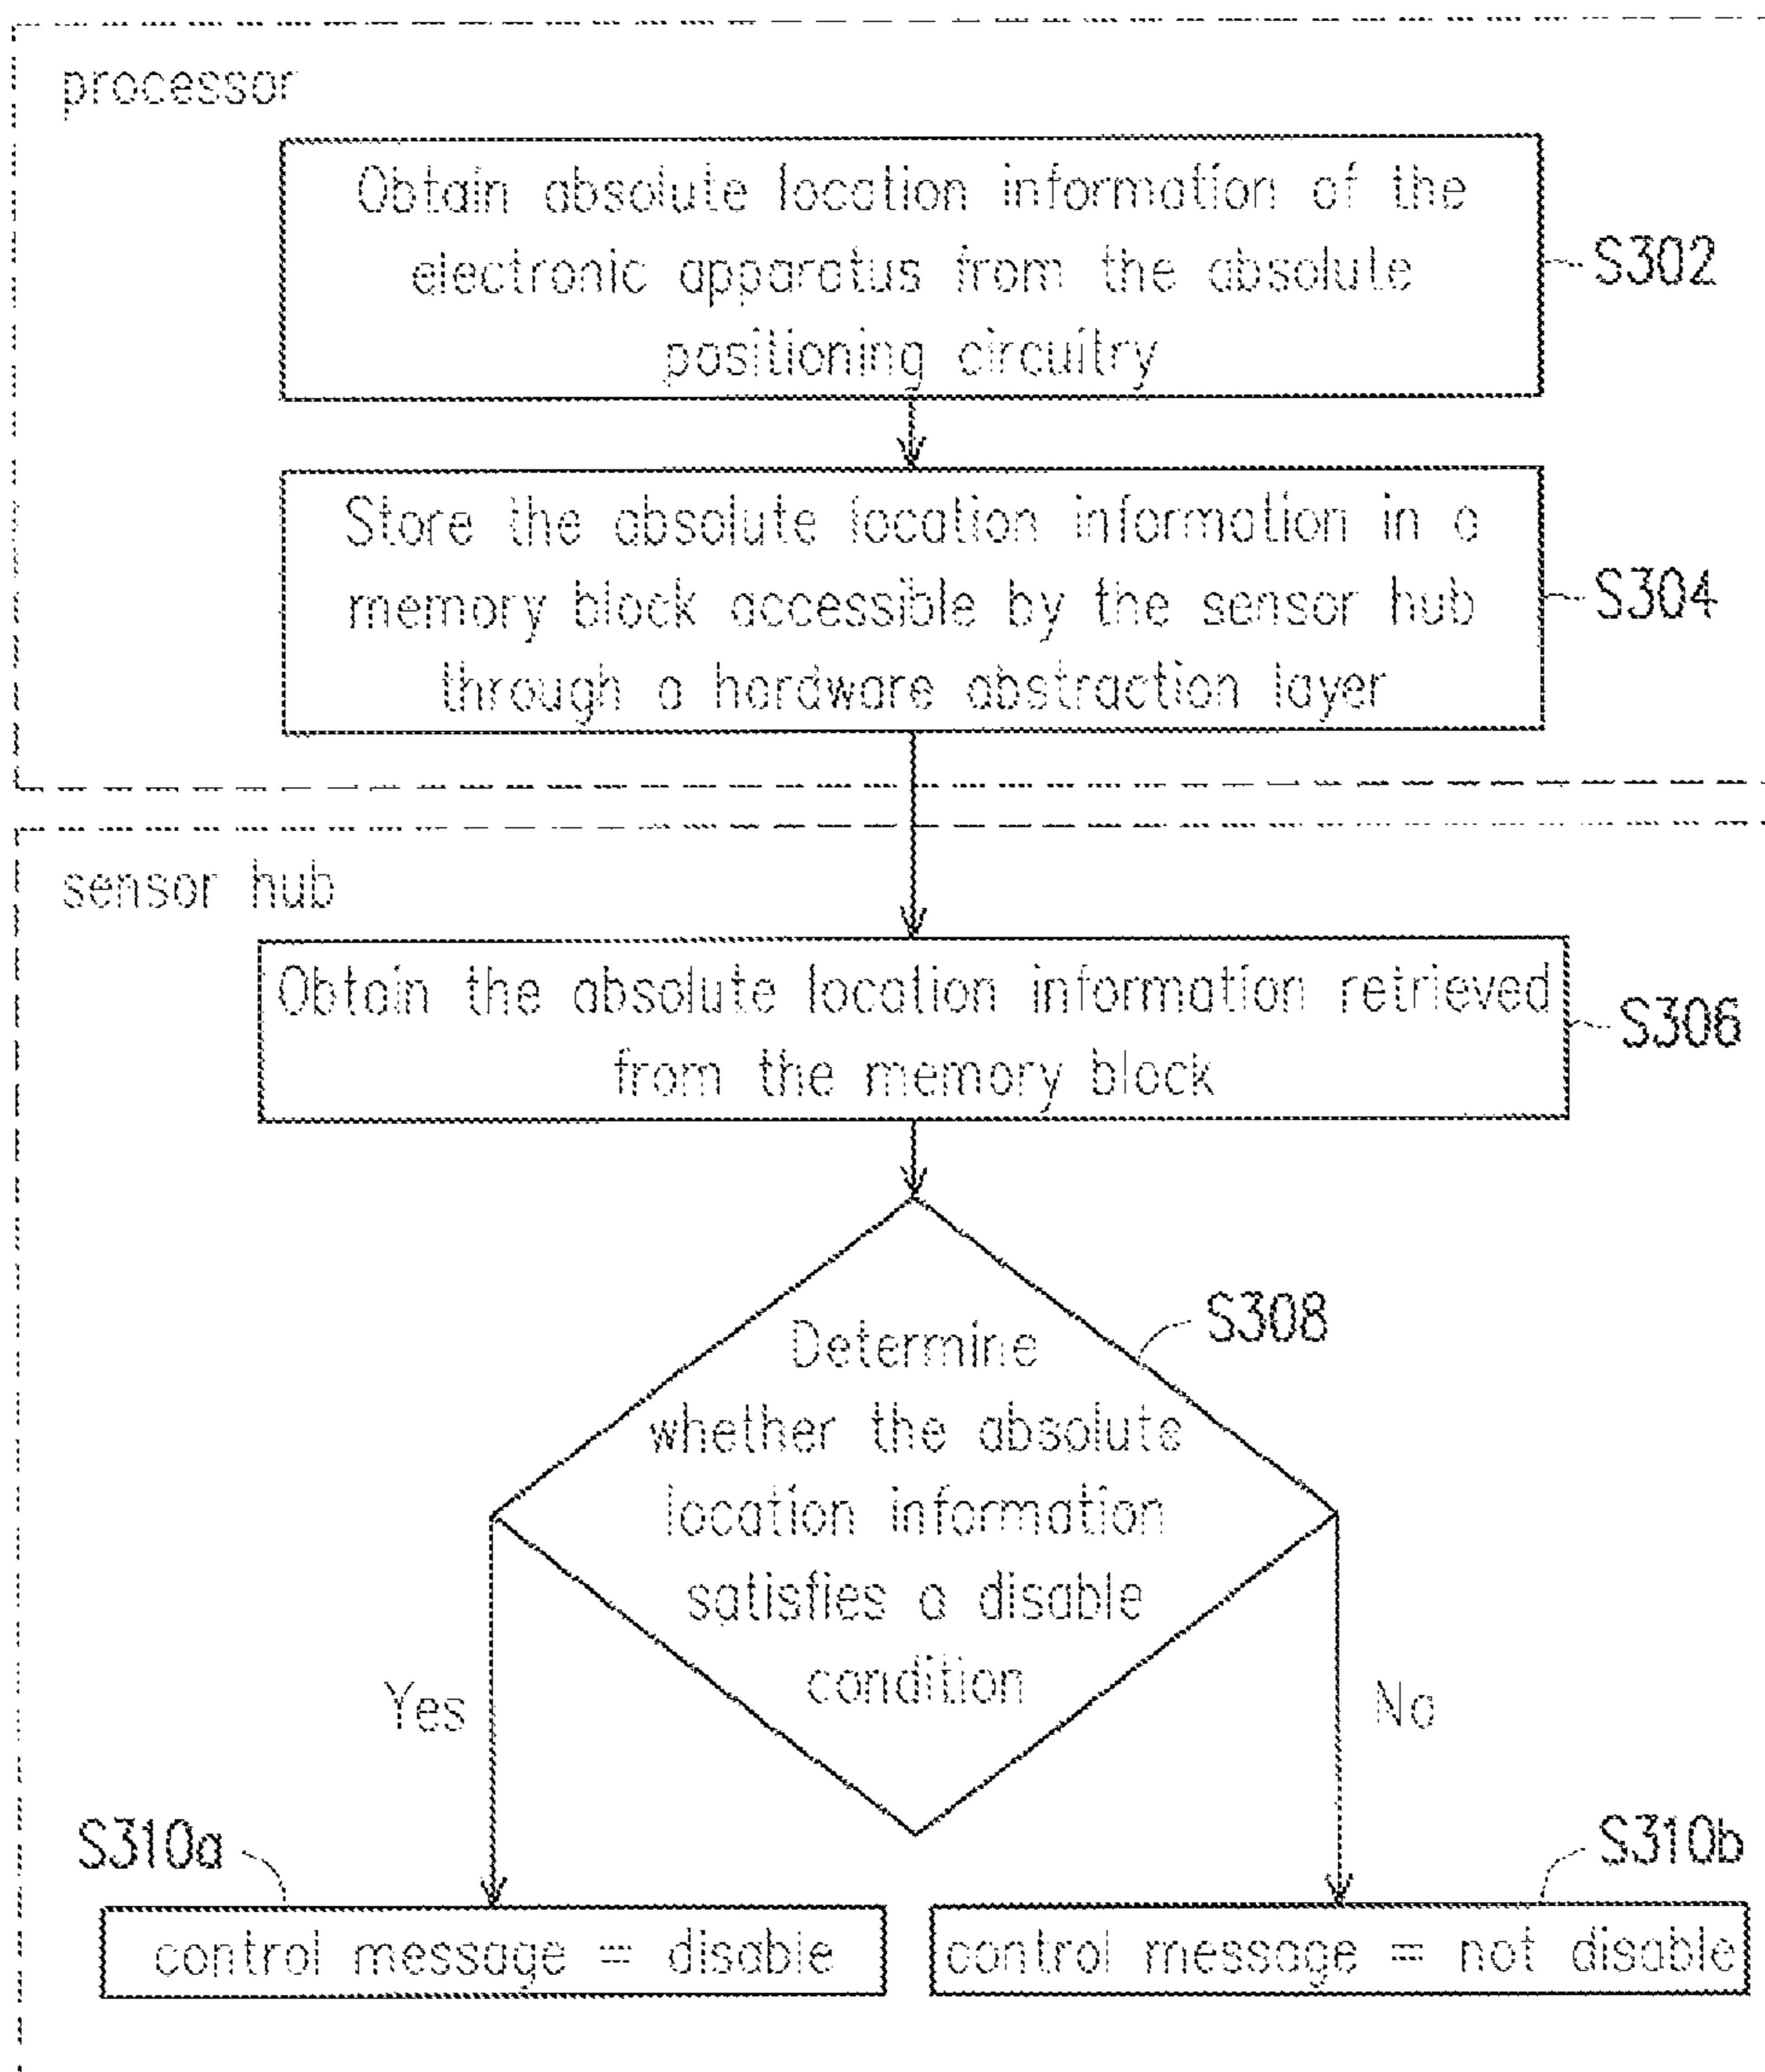 processor
Obtain absolute location information of the
electronic apparatus from the absolute
positioning circuitry
S302
Store the absolute location information in a
memory block accessible by the sensor hub
through a hardware abstraction layer
S304
sensor hub
Obtain the absolute location information retrieved
from the memory block
S306
Determine
whether the absolute
location information
satisfies a disable
condition
S308
Yes
No
S310a
control message = disable
S310b
control message = not disable